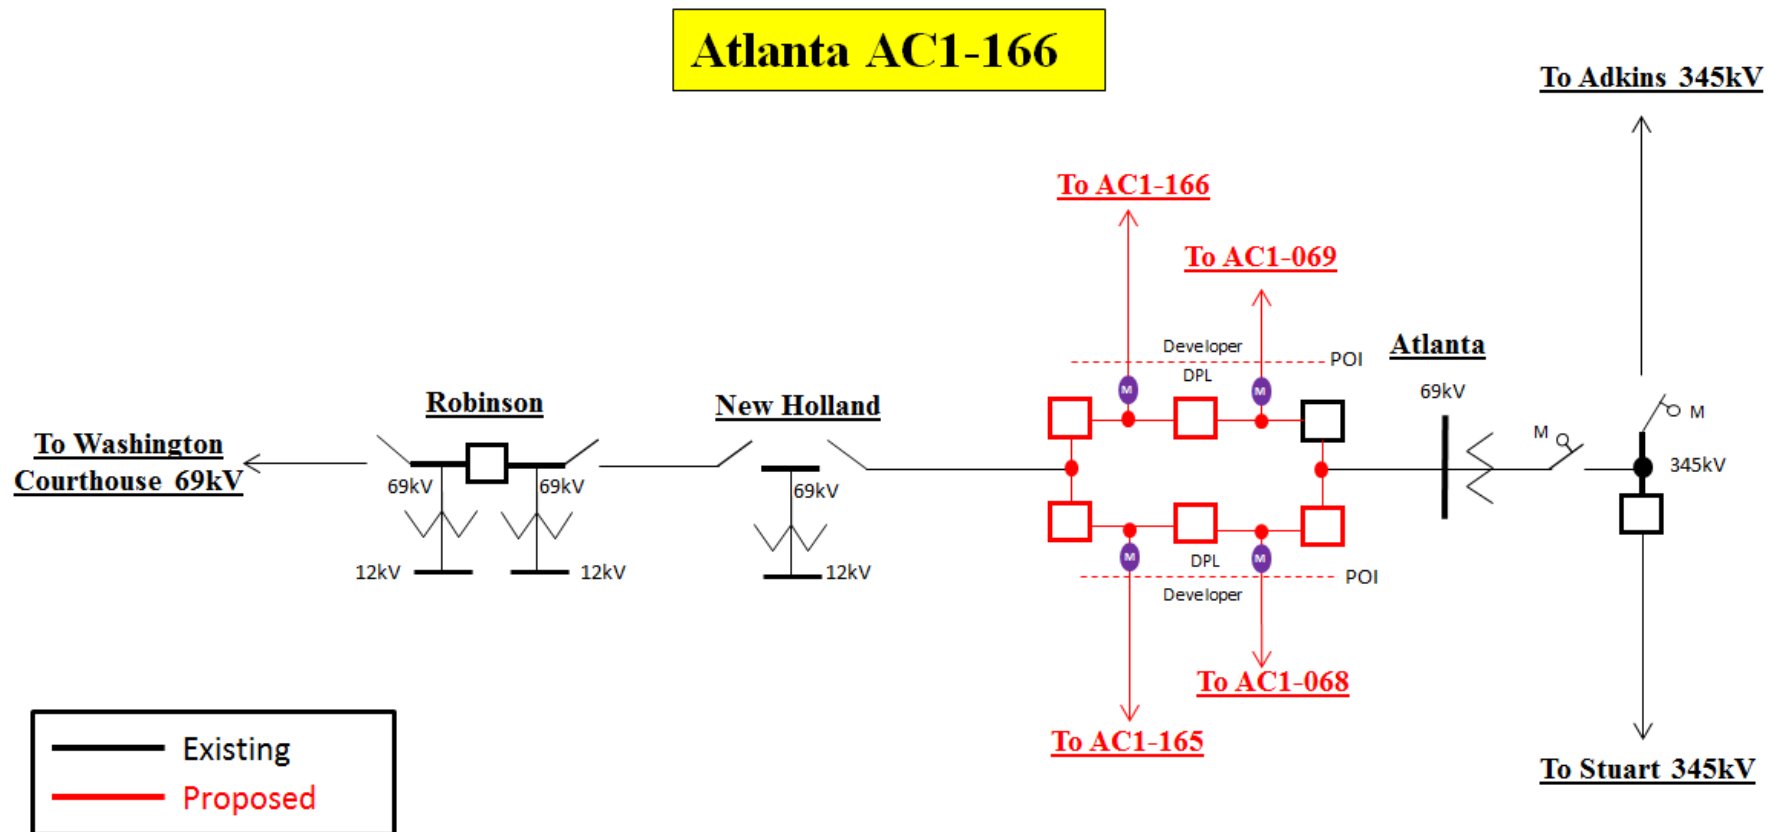 Atlanta AC1-166
To Adkins 345kV
To AC1-166
To AC1-069
Developer
POI
DPL
Atlanta
69kV
M
M
M
M
345kV
Robinson
New Holland
To Washington
Courthouse 69kV
69kV
69kV
69kV
12kV
12kV
12kV
M
M
DPL
POI
Developer
To AC1-068
To AC1-165
To Stuart 345kV
Existing
Proposed